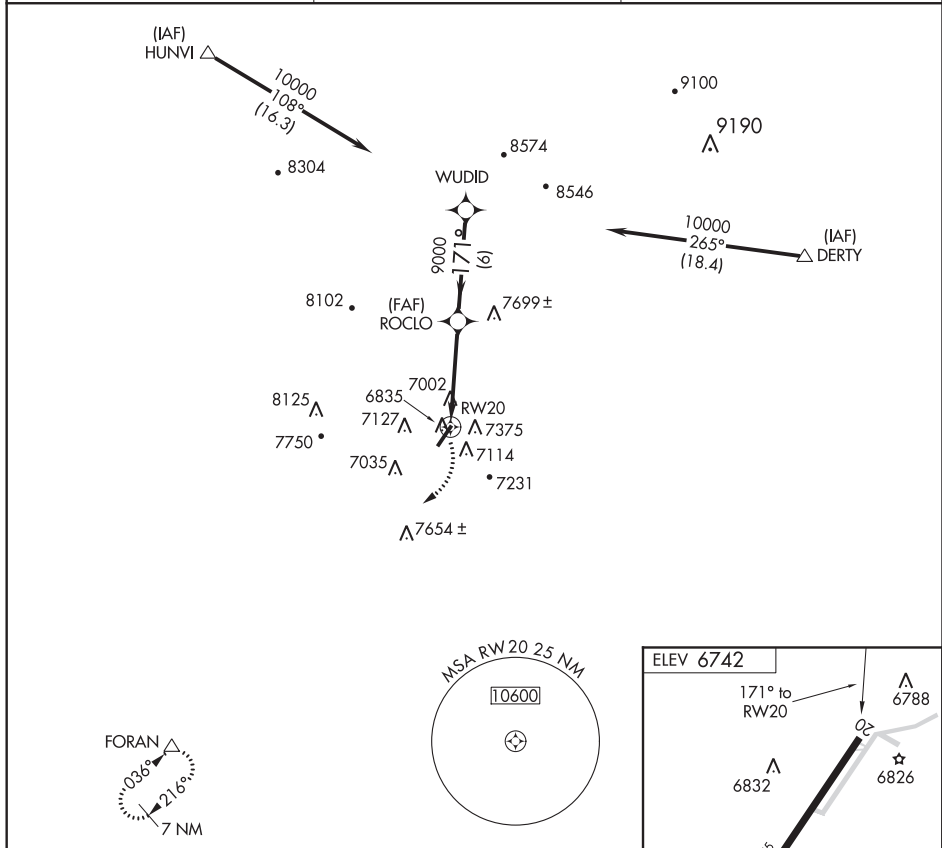 (IAF)
HUNVI
10000
108°
(16.3)
9100
9190
8574
8304
WUDID
8546
10000
265°
(18.4)
(IAF)
DERTY
9000
171°
(6)
8102
(FAF)
ROCLO
7699 ±
7002
6835
RW20
8125
7127
7375
7750
7114
7035
7231
7654 ±
MSA RW20 25 NM
10600
ELEV 6742
171° to
RW20
6788
20
6832
6826
FORAN
036°
216°
7 NM